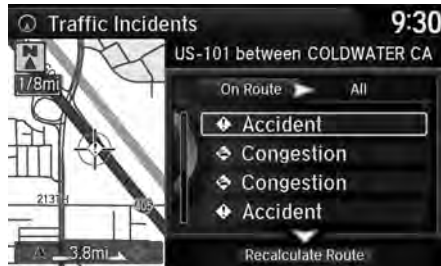 Traffic Incidents
9:30
US-101 between COLDWATER CA
N
1/8mi
On Route
All
Accident
Congestion
Congestion
Accident
213TH
405
3.8mi
Recalculate Route